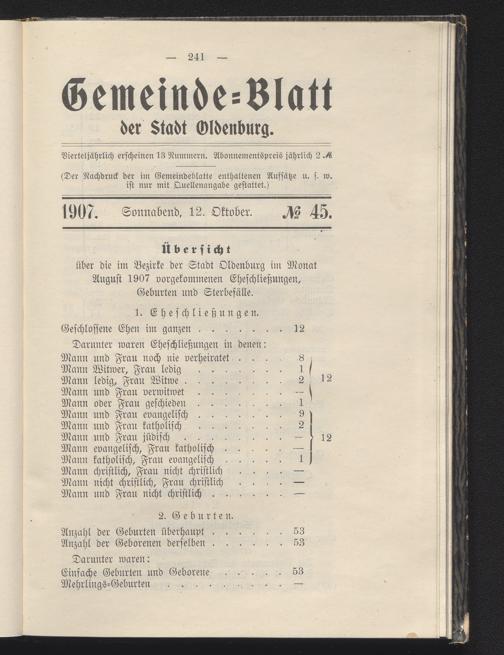 — 241 —
Gemeinde=Blatt
der Stadt Oldenburg.
Vierteljährlich erscheinen 13 Nummern. Abonnementspreis jährlich 2 ℳ
(Der Nachdruck der im Gemeindeblatte enthaltenen Aufsätze u. s. w.
ist nur mit Quellenangabe gestattet.)
1907. Sonnabend, 12. Oktober. № 45.
Übersicht
über die im Bezirke der Stadt Oldenburg im Monat
August 1907 vorgekommenen Eheschließungen,
Geburten und Sterbefälle.
1. Eheschließungen.
Geschlossene Ehen im ganzen . . . . . . . 12
Darunter waren Eheschließungen in denen:
Mann und Frau noch nie verheiratet . . . . 8
Mann Witwer, Frau ledig . . . . . . . 1
Mann ledig, Frau Witwe . . . . . . . . 2 } 12
Mann und Frau verwitwet . . . . . . . —
Mann oder Frau geschieden . . . . . . . 1
Mann und Frau evangelisch . . . . . . . 9
Mann und Frau katholisch . . . . . . . 2
Mann und Frau jüdisch . . . . . . . . — } 12
Mann evangelisch, Frau katholisch . . . . . —
Mann katholisch, Frau evangelisch . . . . . 1
Mann christlich, Frau nicht christlich . . . . —
Mann nicht christlich, Frau christlich . . . . —
Mann und Frau nicht christlich . . . . . . —
2. Geburten.
Anzahl der Geburten überhaupt . . . . . . 53
Anzahl der Geborenen derselben . . . . . . 53
Darunter waren:
Einfache Geburten und Geborene . . . . . 53
Mehrlings=Geburten . . . . . . . . . —